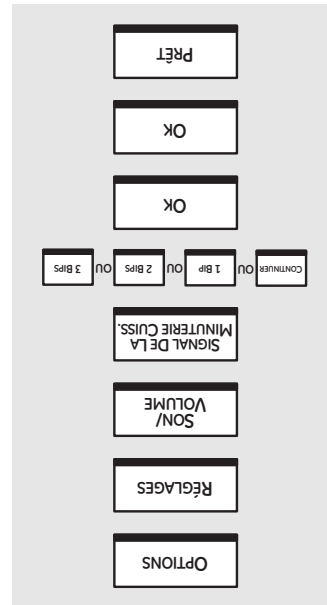 OPTIONS
RÉGLAGES
SON/
VOLUME
SIGNAL DE LA
MINUTERIE CUISS.
CONTINUER OU 1 BIP OU 2 BIPS OU 3 BIPS
OK
OK
PRÊT